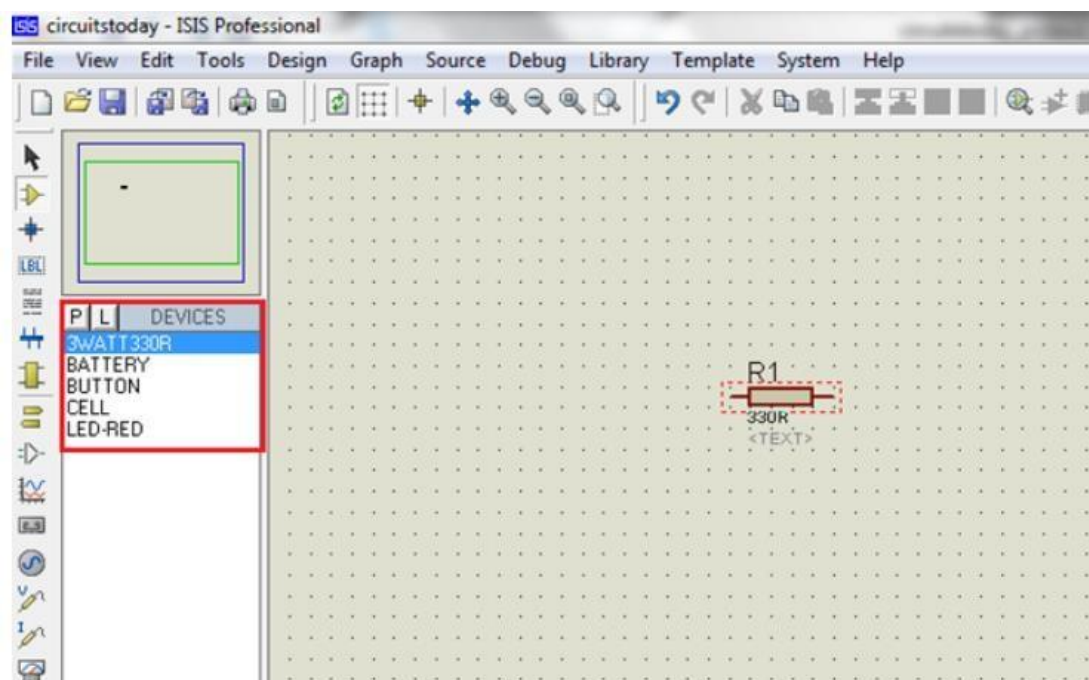 ISIS circuitstoday - ISIS Professional
File View Edit Tools Design Graph Source Debug Library Template System Help
LBL
P L DEVICES
3WATT330R
BATTERY
BUTTON
CELL
LED-RED
R1
330R
<TEXT>
V
I